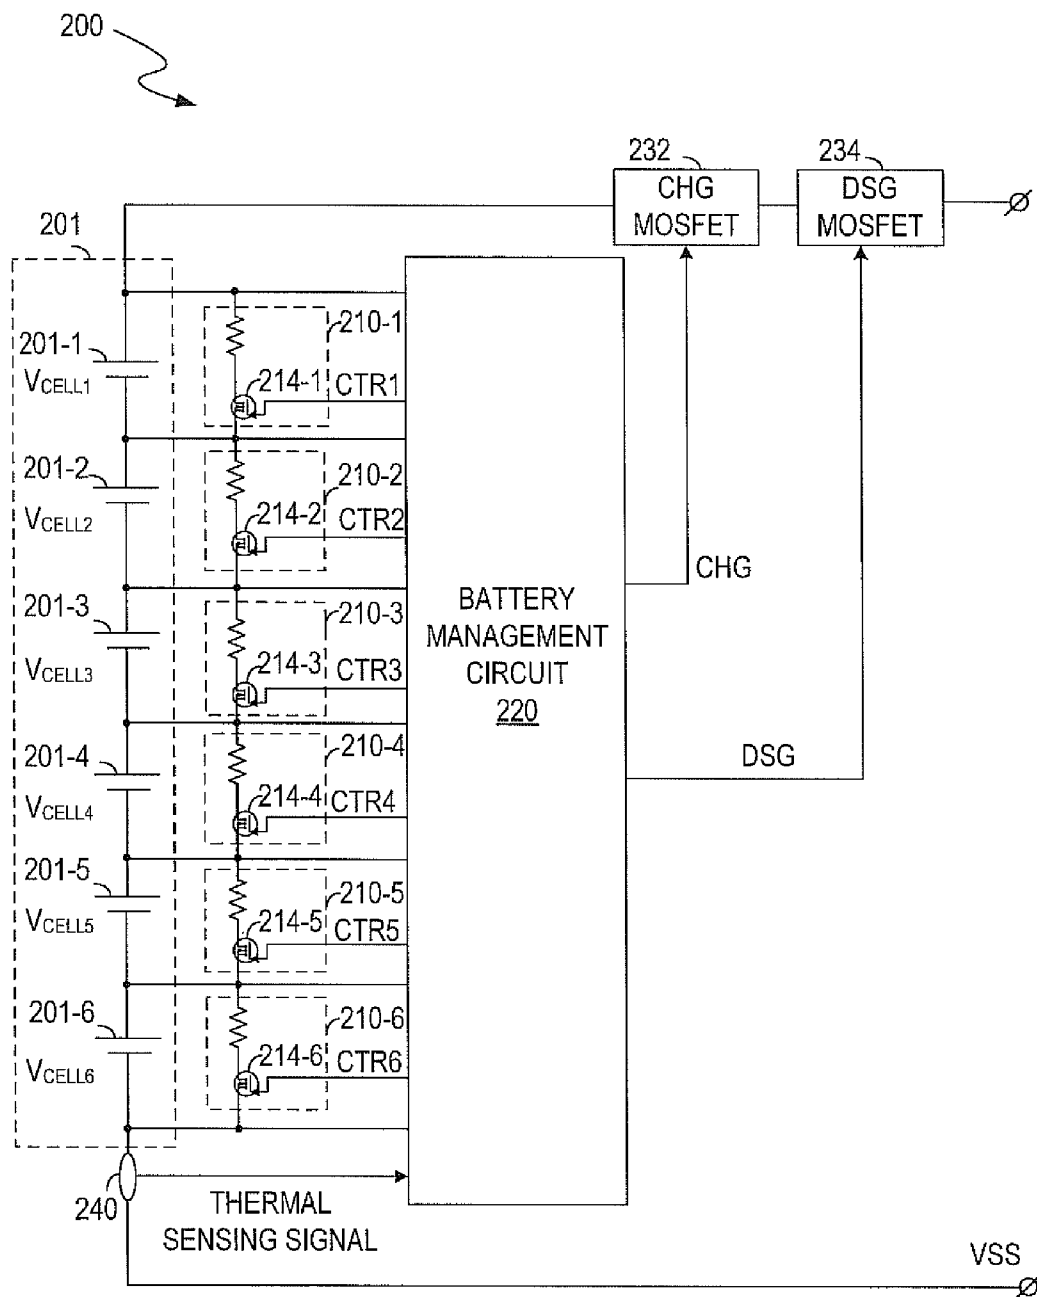 200
232
CHG
MOSFET
234
DSG
MOSFET
201
201-1
VCELL1
210-1
214-1
CTR1
201-2
VCELL2
210-2
214-2
CTR2
201-3
VCELL3
210-3
214-3
CTR3
201-4
VCELL4
210-4
214-4
CTR4
201-5
VCELL5
210-5
214-5
CTR5
201-6
VCELL6
210-6
214-6
CTR6
BATTERY
MANAGEMENT
CIRCUIT
220
CHG
DSG
240
THERMAL
SENSING SIGNAL
VSS